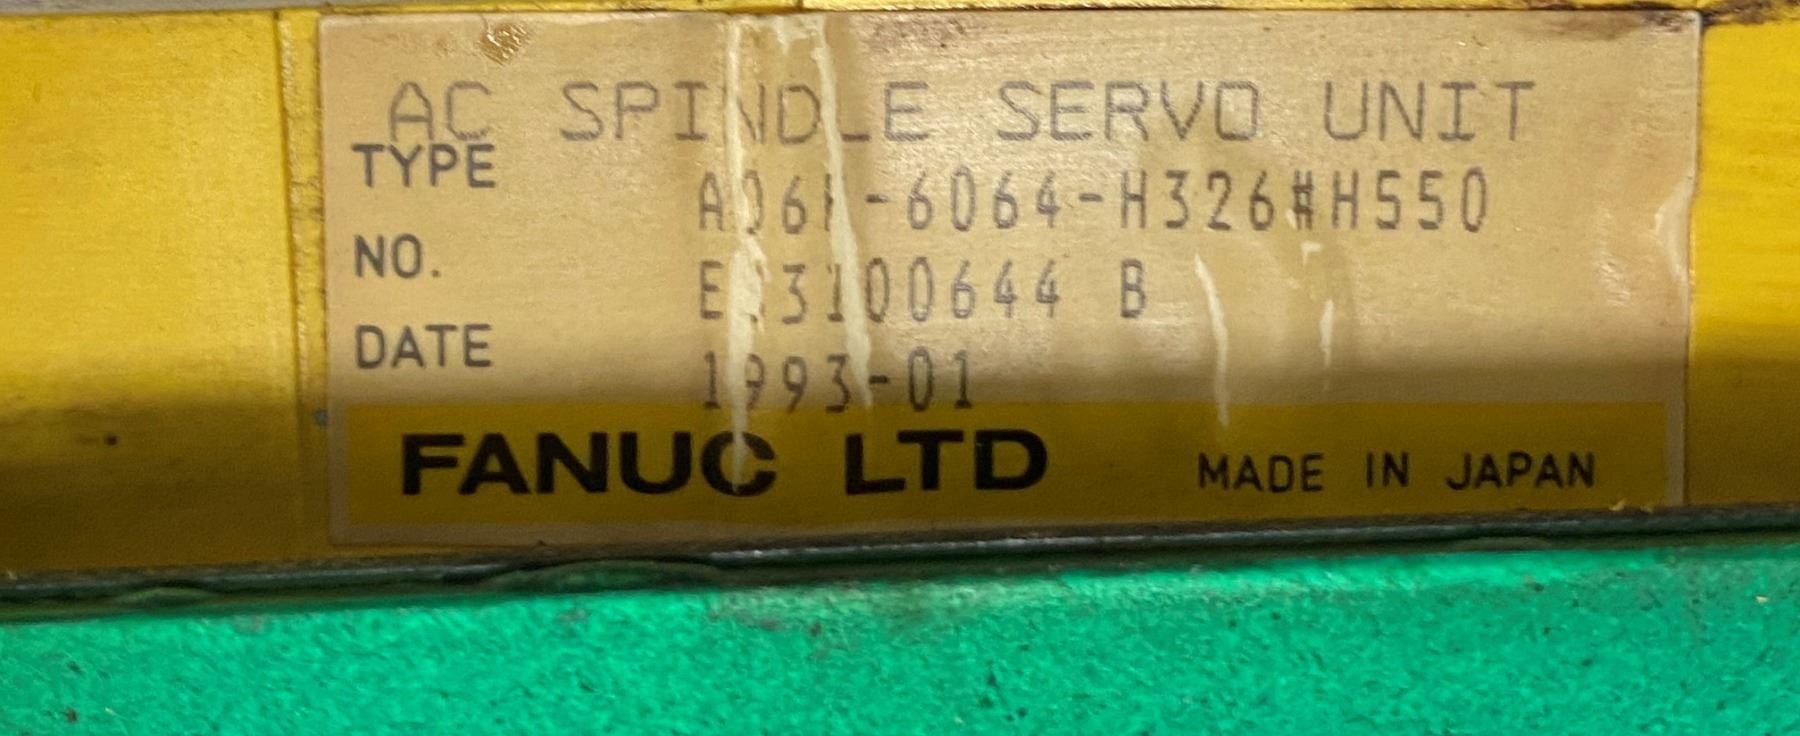 AC SPINDLE SERVO UNIT
TYPE A06B-6064-H326#H550
NO. B
DATE 1993-01
FANUC LTD MADE IN JAPAN